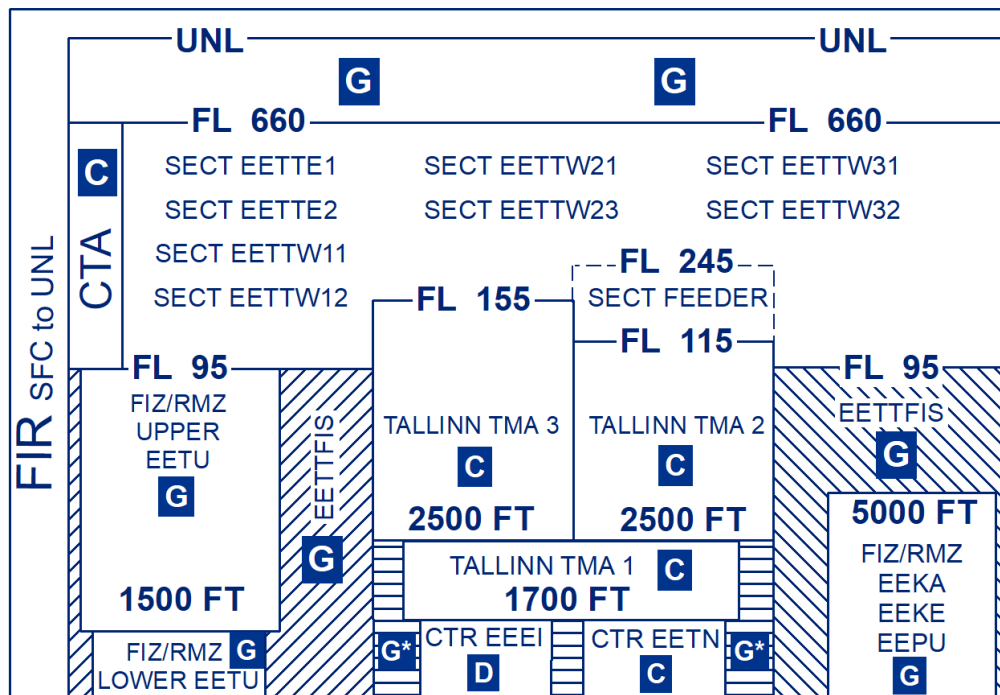 UNL UNL
G G
FL 660 FL 660
C
CTA
FIR SFC to UNL
SECT EETTE1 SECT EETTW21 SECT EETTW31
SECT EETTE2 SECT EETTW23 SECT EETTW32
SECT EETTW11
SECT EETTW12
FL 245
SECT FEEDER
FL 155
FL 115
FL 95 FL 95
FIZ/RMZ
UPPER
EETU
G
1500 FT
FIZ/RMZ G
LOWER EETU
EETTFIS
G
TALLINN TMA 3
C
2500 FT
TALLINN TMA 2
C
2500 FT
TALLINN TMA 1 C
1700 FT
G*
CTR EEEI
D
CTR EETN
C
G*
EETTFIS
G
5000 FT
FIZ/RMZ
EEKA
EEKE
EEPU
G